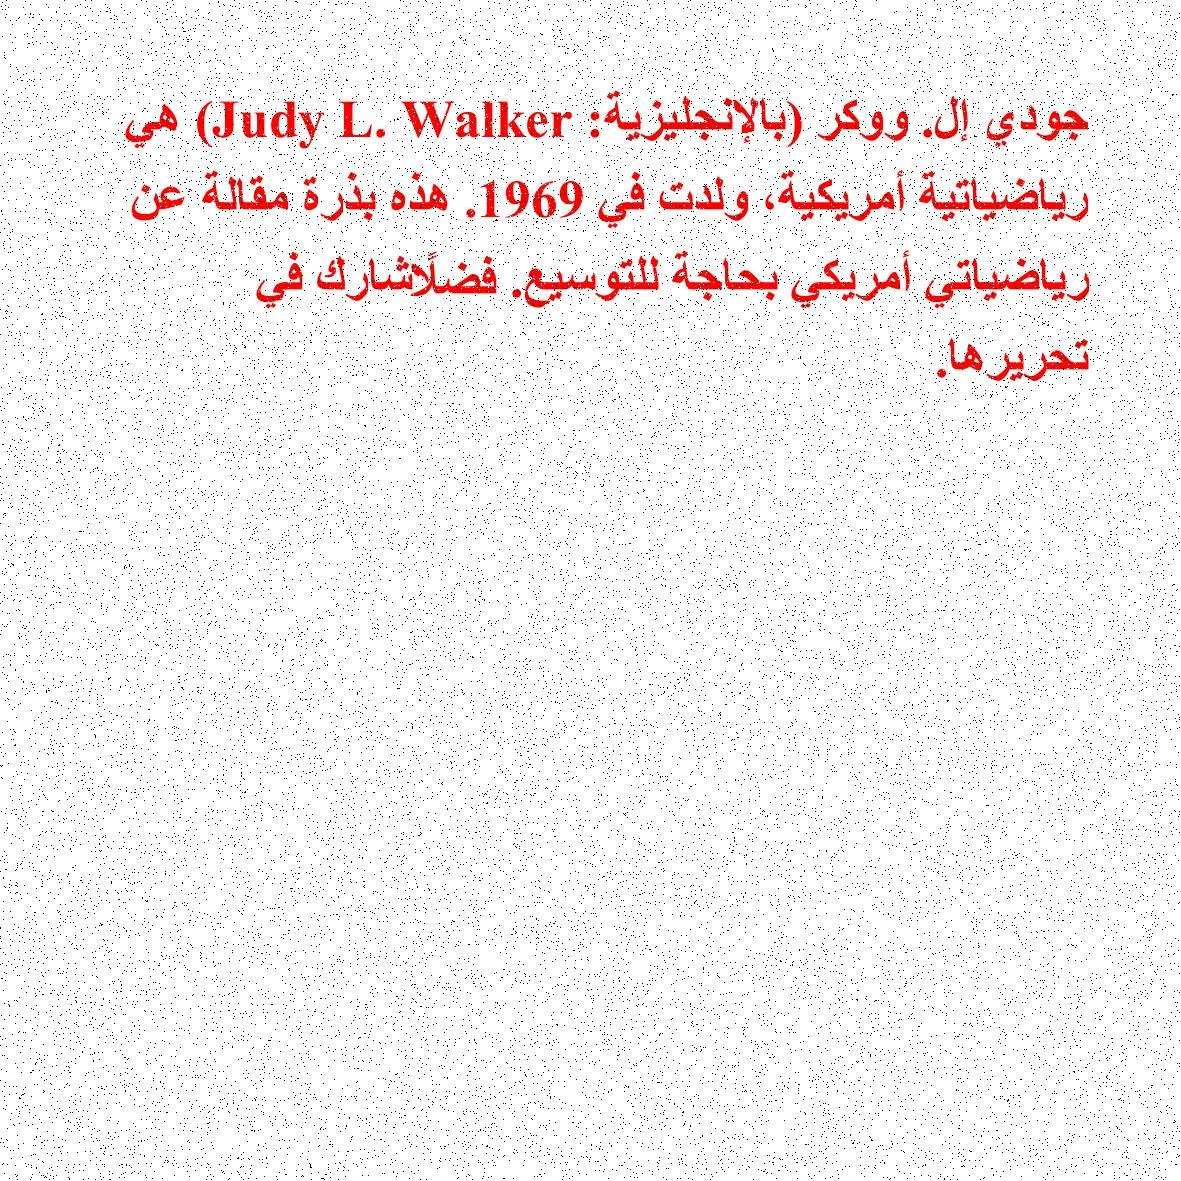 جودي إل. ووكر (بالإنجليزية: Judy L. Walker) هي
رياضياتية أمريكية، ولدت في 1969. هذه بذرة مقالة عن
رياضياتي أمريكي بحاجة للتوسيع. فضلًاشارك في
تحريرها.